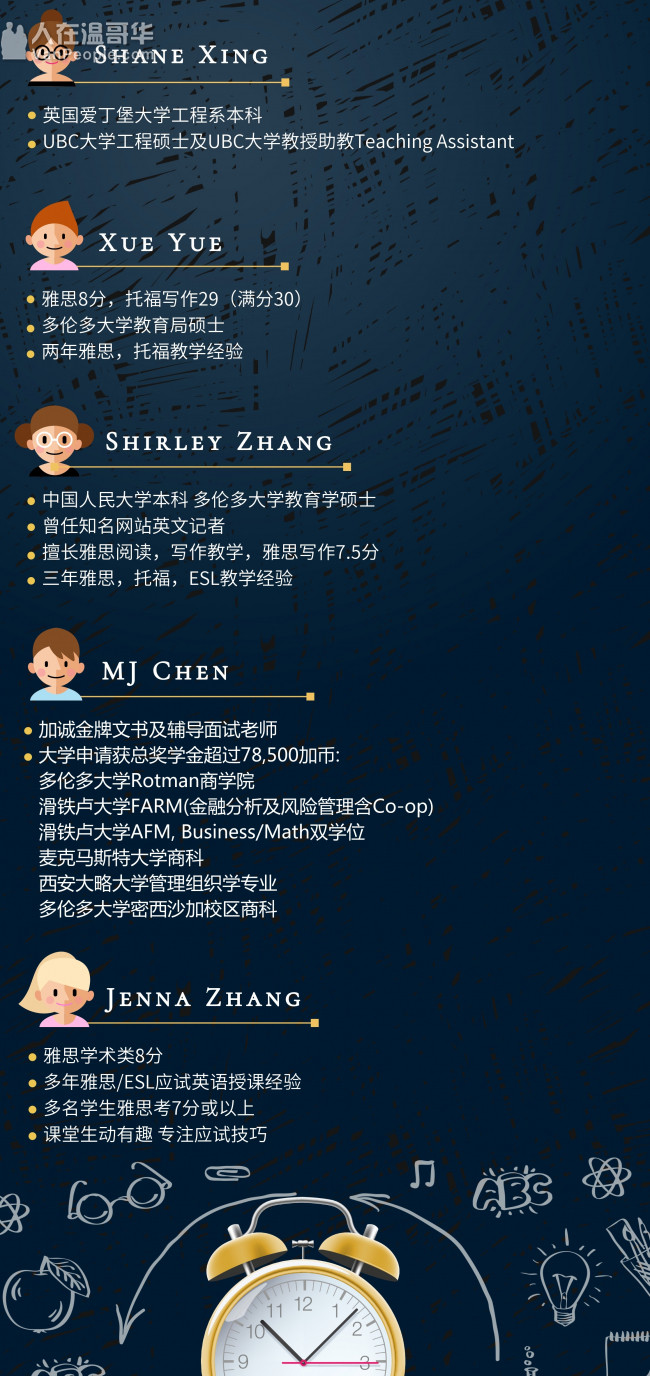 人在温哥华
VanPeople.com
SHANE XING
英国爱丁堡大学工程系本科
UBC大学工程硕士及UBC大学教授助教Teaching Assistant
XUE YUE
雅思8分，托福写作29（满分30）
多伦多大学教育局硕士
两年雅思，托福教学经验
SHIRLEY ZHANG
中国人民大学本科 多伦多大学教育学硕士
曾任知名网站英文记者
擅长雅思阅读，写作教学，雅思写作7.5分
三年雅思，托福，ESL教学经验
MJ CHEN
加诚金牌文书及辅导面试老师
大学申请获总奖学金超过78,500加币:
多伦多大学Rotman商学院
滑铁卢大学FARM(金融分析及风险管理含Co-op)
滑铁卢大学AFM, Business/Math双学位
麦克马斯特大学商科
西安大略大学管理组织学专业
多伦多大学密西沙加校区商科
JENNA ZHANG
雅思学术类8分
多年雅思/ESL应试英语授课经验
多名学生雅思考7分或以上
课堂生动有趣 专注应试技巧
ABC
11 12 1
10 2
9 3
ABC